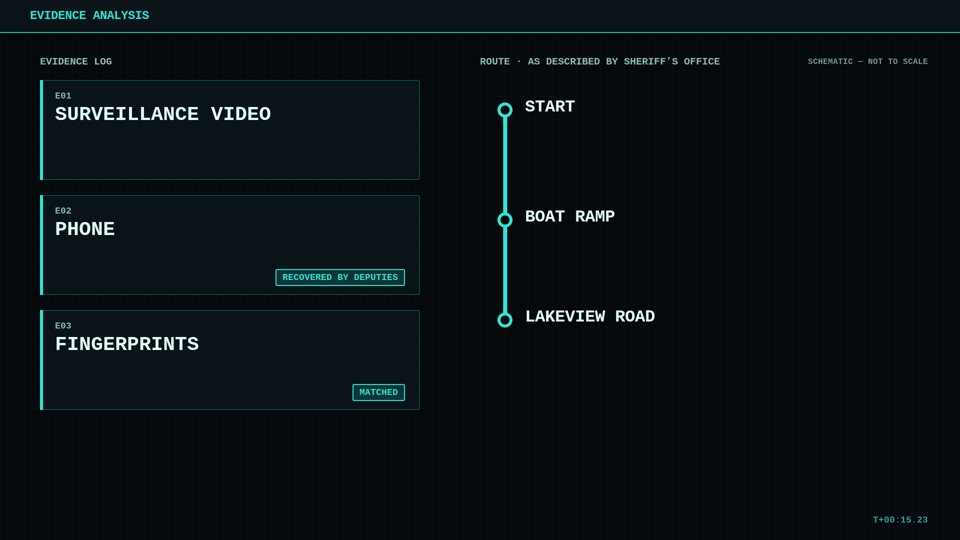 EVIDENCE ANALYSIS
EVIDENCE LOG
E01
SURVEILLANCE VIDEO
E02
PHONE
RECOVERED BY DEPUTIES
E03
FINGERPRINTS
MATCHED
ROUTE · AS DESCRIBED BY SHERIFF’S OFFICE
SCHEMATIC — NOT TO SCALE
START
BOAT RAMP
LAKEVIEW ROAD
T+00:15.23